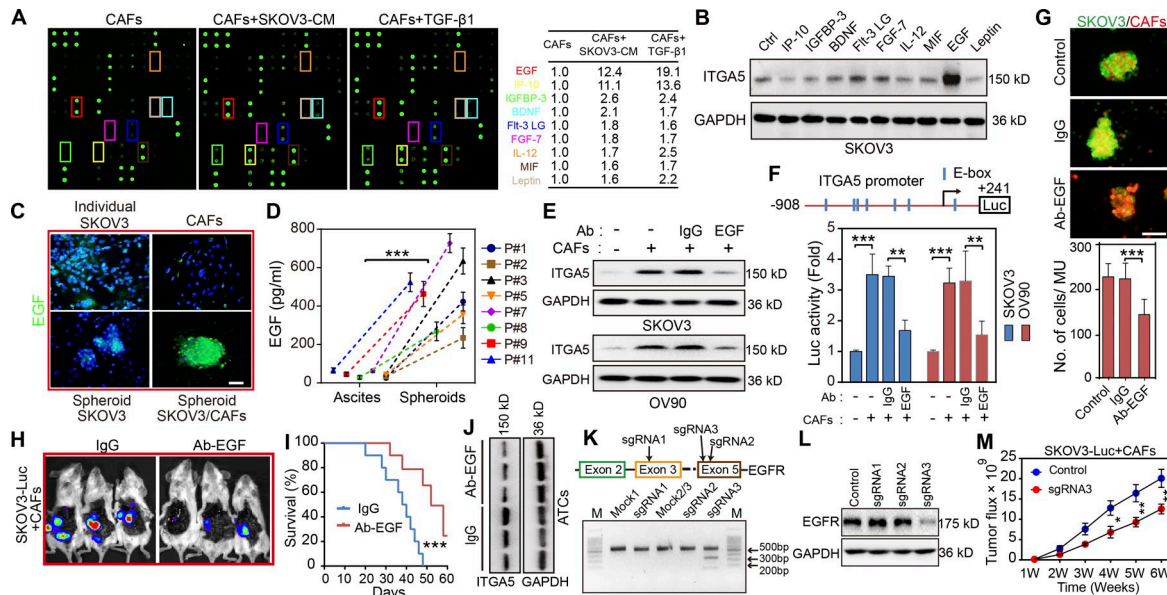 A
CAFs
CAFs+SKOV3-CM
CAFs+TGF-β1
CAFs CAFs+ SKOV3-CM CAFs+ TGF-β1
EGF 1.0 12.4 19.1
IP-10 1.0 11.1 13.6
IGFBP-3 1.0 2.6 2.4
BDNF 1.0 2.1 1.7
Flt-3 LG 1.0 1.8 1.6
FGF-7 1.0 1.8 1.7
IL-12 1.0 1.7 2.5
MIF 1.0 1.6 1.7
Leptin 1.0 1.6 2.2
B
Ctrl IP-10 IGFBP-3 BDNF Flt-3 LG FGF-7 IL-12 MIF EGF Leptin
ITGA5 150 kD
GAPDH 36 kD
SKOV3
C
Individual SKOV3
CAFs
EGF
Spheroid SKOV3
Spheroid SKOV3/CAFs
D
EGF (pg/ml)
800
600
400
200
0
***
Ascites Spheroids
P#1
P#2
P#3
P#5
P#7
P#8
P#9
P#11
E
Ab - - IgG EGF
CAFs - + + +
ITGA5 150 kD
GAPDH 36 kD
SKOV3
ITGA5 150 kD
GAPDH 36 kD
OV90
F
ITGA5 promoter
E-box
-908
+241
Luc
Luc activity (Fold)
5
4
3
2
1
0
*** ** *** **
SKOV3
OV90
Ab : - - IgG EGF - - IgG EGF
CAFs : - + + + - + + +
G
SKOV3/CAFs
Control
IgG
Ab-EGF
No. of cells/ MU
300
200
100
0
***
Control IgG Ab-EGF
H
IgG Ab-EGF
SKOV3-Luc +CAFs
I
Survival (%)
100
80
60
40
20
0
IgG
Ab-EGF
***
0 10 20 30 40 50 60
Days
J
150 kD 36 kD
Ab-EGF
IgG
ATCs
ITGA5 GAPDH
K
sgRNA1
sgRNA3
sgRNA2
Exon 2 Exon 3 Exon 5 EGFR
M Mock1 sgRNA1 Mock2/3 sgRNA2 sgRNA3 M
500bp
300bp
200bp
L
Control sgRNA1 sgRNA2 sgRNA3
EGFR 175 kD
GAPDH 36 kD
M
SKOV3-Luc+CAFs
Tumor flux × 10⁹
25
20
15
10
5
0
Control
sgRNA3
* ** **
1W 2W 3W 4W 5W 6W
Time (Weeks)